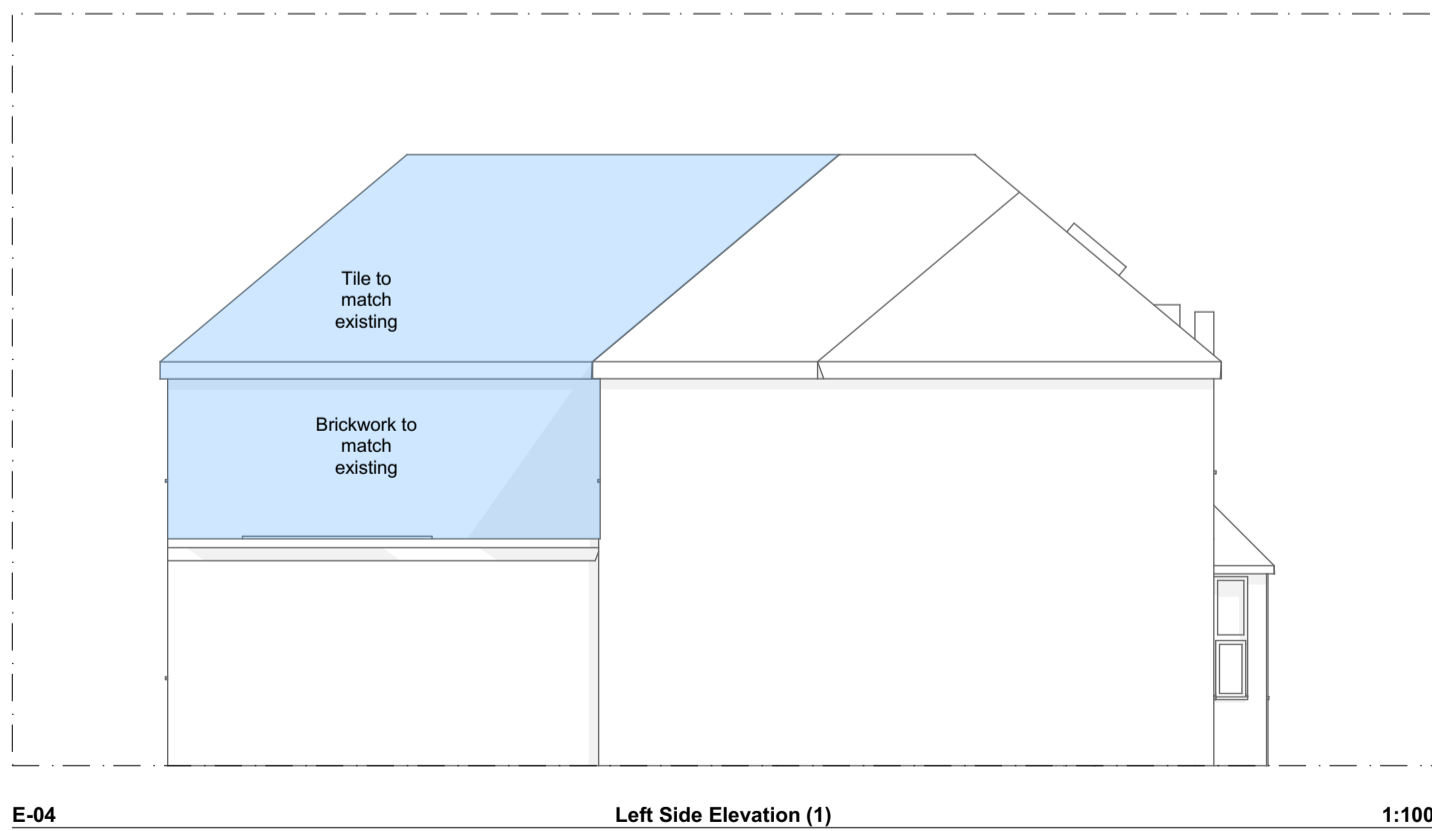 Tile to
match
existing
Brickwork to
match
existing
E-04
Left Side Elevation (1)
1:100